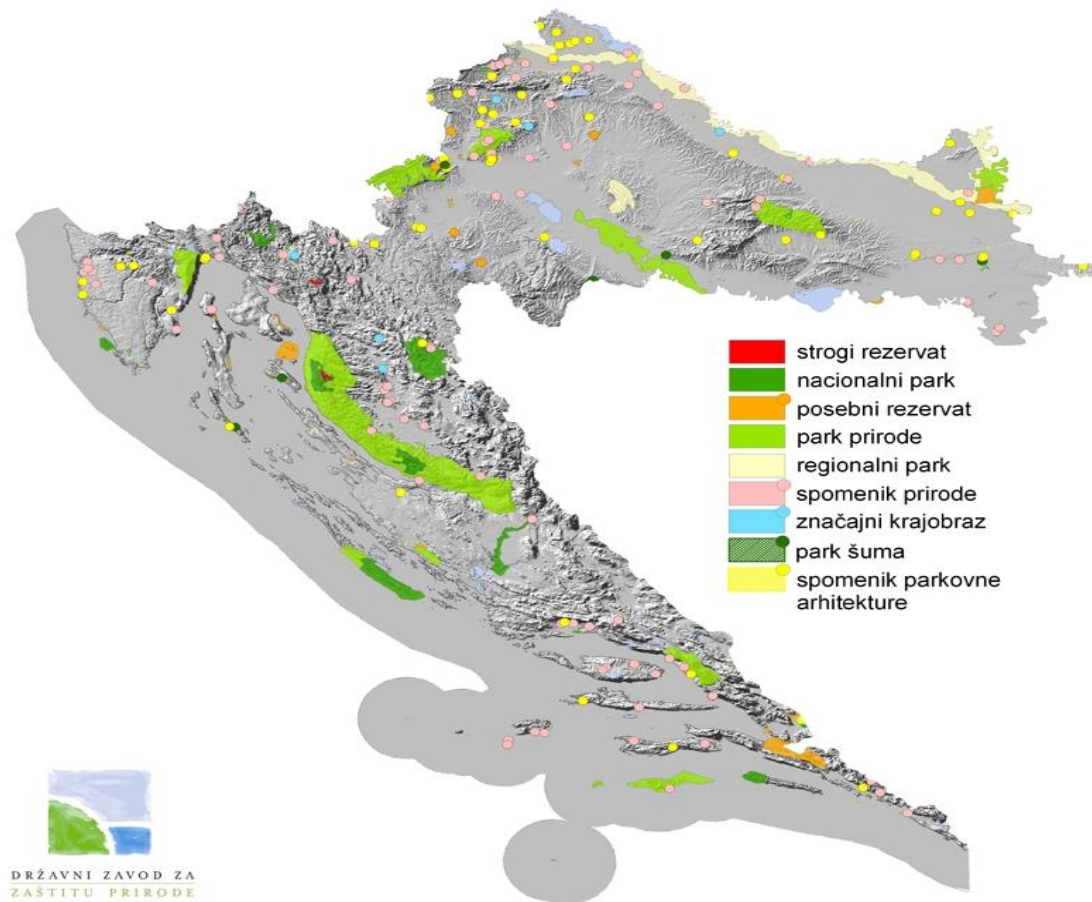 strogi rezervat
nacionalni park
posebni rezervat
park prirode
regionalni park
spomenik prirode
značajni krajobraz
park šuma
spomenik parkovne
arhitekture
DRŽAVNI ZAVOD ZA
ZAŠTITU PRIRODE